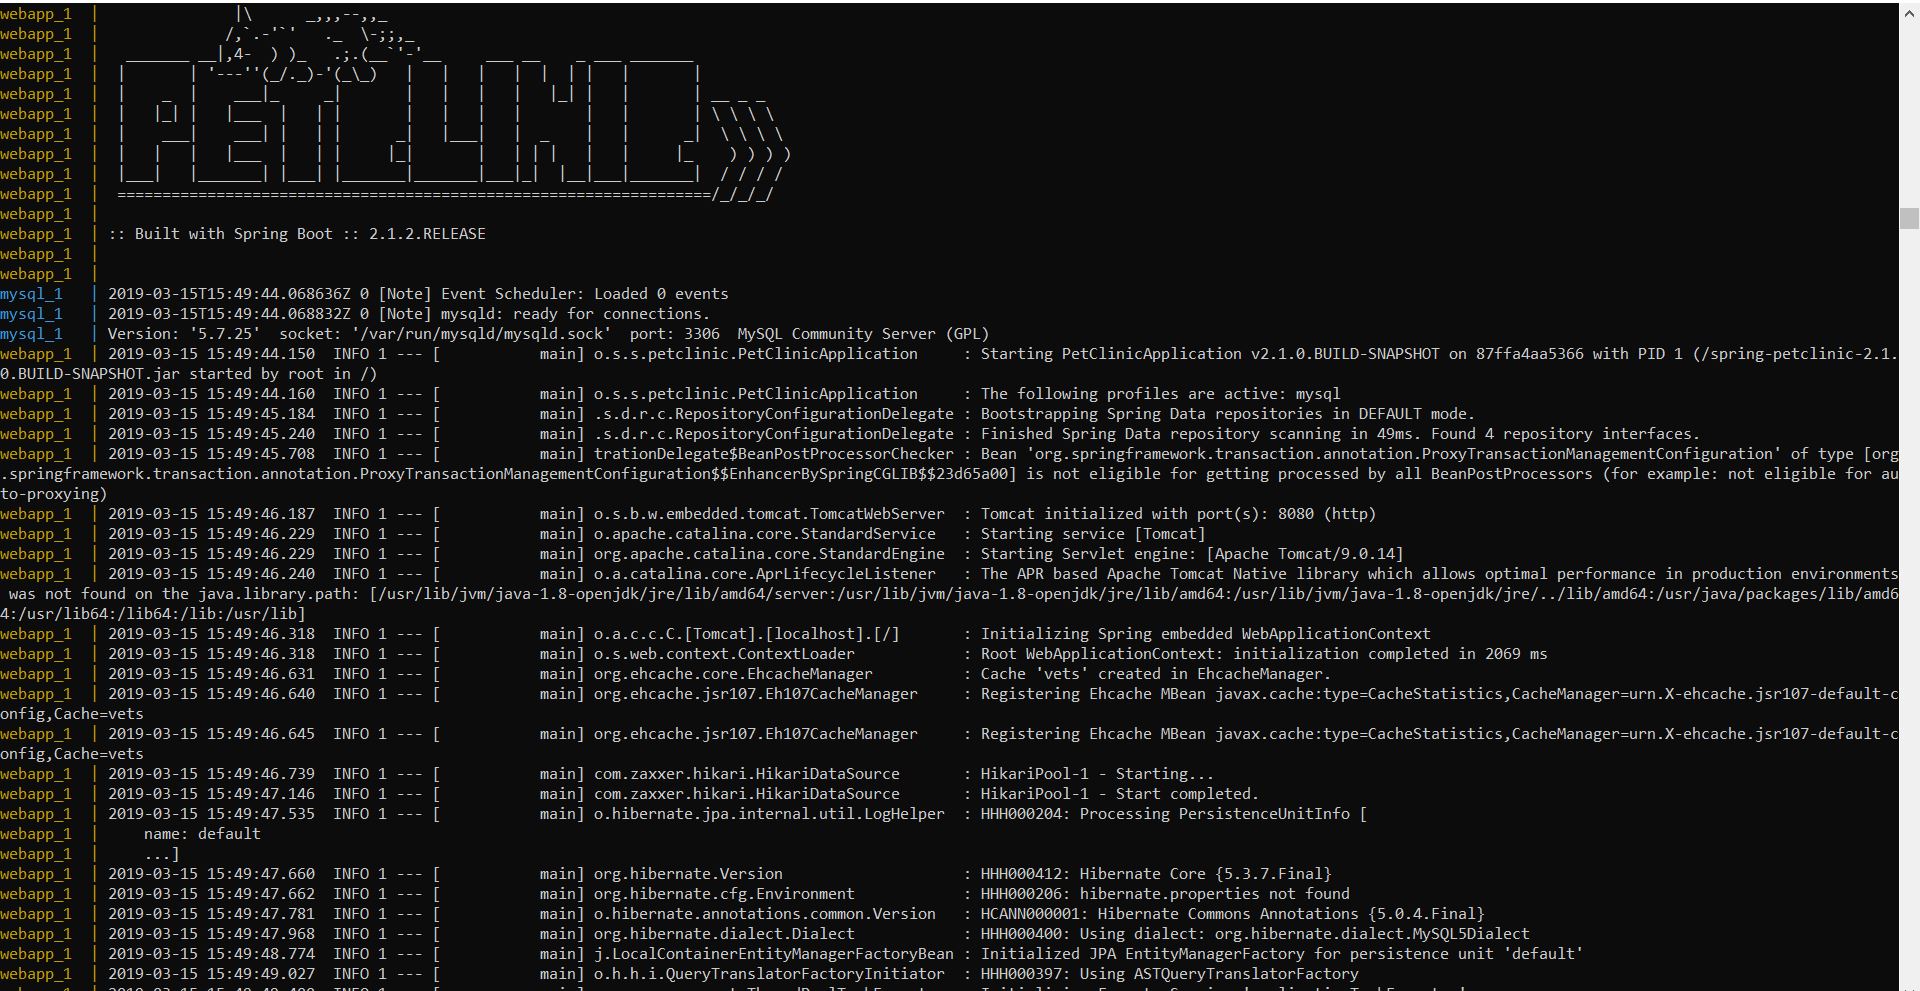 webapp_1  |                |\      _,,,--,,_
webapp_1  |               /,`.-'`'   ._  \-;;,_
webapp_1  |    _______ __|,4-  ) )_   .;.(__`'-'__     ___ __    _ ___ _______
webapp_1  |   |       | '---''(_/._)-'(_\_)   |   |   |   |  |  | |   |       |
webapp_1  |   |    _  |    ___|_     _|       |   |   |   |   |_| |   |       | __ _ _
webapp_1  |   |   |_| |   |___  |   | |       |   |   |   |       |   |       | \ \ \ \
webapp_1  |   |    ___|    ___| |   | |      _|   |___|   |  _    |   |      _|  \ \ \ \
webapp_1  |   |   |   |   |___  |   | |     |_|       |   | | |   |   |     |_    ) ) ) )
webapp_1  |   |___|   |_______| |___| |_______|_______|___|_|  |__|___|_______|  / / / /
webapp_1  |   ==================================================================/_/_/_/
webapp_1  |
webapp_1  | :: Built with Spring Boot :: 2.1.2.RELEASE
webapp_1  |
webapp_1  |
mysql_1   | 2019-03-15T15:49:44.068636Z 0 [Note] Event Scheduler: Loaded 0 events
mysql_1   | 2019-03-15T15:49:44.068832Z 0 [Note] mysqld: ready for connections.
mysql_1   | Version: '5.7.25'  socket: '/var/run/mysqld/mysqld.sock'  port: 3306  MySQL Community Server (GPL)
webapp_1  | 2019-03-15 15:49:44.150  INFO 1 --- [           main] o.s.s.petclinic.PetClinicApplication     : Starting PetClinicApplication v2.1.0.BUILD-SNAPSHOT on 87ffa4aa5366 with PID 1 (/spring-petclinic-2.1.
0.BUILD-SNAPSHOT.jar started by root in /)
webapp_1  | 2019-03-15 15:49:44.160  INFO 1 --- [           main] o.s.s.petclinic.PetClinicApplication     : The following profiles are active: mysql
webapp_1  | 2019-03-15 15:49:45.184  INFO 1 --- [           main] .s.d.r.c.RepositoryConfigurationDelegate : Bootstrapping Spring Data repositories in DEFAULT mode.
webapp_1  | 2019-03-15 15:49:45.240  INFO 1 --- [           main] .s.d.r.c.RepositoryConfigurationDelegate : Finished Spring Data repository scanning in 49ms. Found 4 repository interfaces.
webapp_1  | 2019-03-15 15:49:45.708  INFO 1 --- [           main] trationDelegate$BeanPostProcessorChecker : Bean 'org.springframework.transaction.annotation.ProxyTransactionManagementConfiguration' of type [org
.springframework.transaction.annotation.ProxyTransactionManagementConfiguration$$EnhancerBySpringCGLIB$$23d65a00] is not eligible for getting processed by all BeanPostProcessors (for example: not eligible for au
to-proxying)
webapp_1  | 2019-03-15 15:49:46.187  INFO 1 --- [           main] o.s.b.w.embedded.tomcat.TomcatWebServer  : Tomcat initialized with port(s): 8080 (http)
webapp_1  | 2019-03-15 15:49:46.229  INFO 1 --- [           main] o.apache.catalina.core.StandardService   : Starting service [Tomcat]
webapp_1  | 2019-03-15 15:49:46.229  INFO 1 --- [           main] org.apache.catalina.core.StandardEngine  : Starting Servlet engine: [Apache Tomcat/9.0.14]
webapp_1  | 2019-03-15 15:49:46.240  INFO 1 --- [           main] o.a.catalina.core.AprLifecycleListener   : The APR based Apache Tomcat Native library which allows optimal performance in production environments
 was not found on the java.library.path: [/usr/lib/jvm/java-1.8-openjdk/jre/lib/amd64/server:/usr/lib/jvm/java-1.8-openjdk/jre/lib/amd64:/usr/lib/jvm/java-1.8-openjdk/jre/../lib/amd64:/usr/java/packages/lib/amd6
4:/usr/lib64:/lib64:/lib:/usr/lib]
webapp_1  | 2019-03-15 15:49:46.318  INFO 1 --- [           main] o.a.c.c.C.[Tomcat].[localhost].[/]       : Initializing Spring embedded WebApplicationContext
webapp_1  | 2019-03-15 15:49:46.318  INFO 1 --- [           main] o.s.web.context.ContextLoader            : Root WebApplicationContext: initialization completed in 2069 ms
webapp_1  | 2019-03-15 15:49:46.631  INFO 1 --- [           main] org.ehcache.core.EhcacheManager          : Cache 'vets' created in EhcacheManager.
webapp_1  | 2019-03-15 15:49:46.640  INFO 1 --- [           main] org.ehcache.jsr107.Eh107CacheManager     : Registering Ehcache MBean javax.cache:type=CacheStatistics,CacheManager=urn.X-ehcache.jsr107-default-c
onfig,Cache=vets
webapp_1  | 2019-03-15 15:49:46.645  INFO 1 --- [           main] org.ehcache.jsr107.Eh107CacheManager     : Registering Ehcache MBean javax.cache:type=CacheStatistics,CacheManager=urn.X-ehcache.jsr107-default-c
onfig,Cache=vets
webapp_1  | 2019-03-15 15:49:46.739  INFO 1 --- [           main] com.zaxxer.hikari.HikariDataSource       : HikariPool-1 - Starting...
webapp_1  | 2019-03-15 15:49:47.146  INFO 1 --- [           main] com.zaxxer.hikari.HikariDataSource       : HikariPool-1 - Start completed.
webapp_1  | 2019-03-15 15:49:47.535  INFO 1 --- [           main] o.hibernate.jpa.internal.util.LogHelper  : HHH000204: Processing PersistenceUnitInfo [
webapp_1  |     name: default
webapp_1  |     ...]
webapp_1  | 2019-03-15 15:49:47.660  INFO 1 --- [           main] org.hibernate.Version                    : HHH000412: Hibernate Core {5.3.7.Final}
webapp_1  | 2019-03-15 15:49:47.662  INFO 1 --- [           main] org.hibernate.cfg.Environment            : HHH000206: hibernate.properties not found
webapp_1  | 2019-03-15 15:49:47.781  INFO 1 --- [           main] o.hibernate.annotations.common.Version   : HCANN000001: Hibernate Commons Annotations {5.0.4.Final}
webapp_1  | 2019-03-15 15:49:47.968  INFO 1 --- [           main] org.hibernate.dialect.Dialect            : HHH000400: Using dialect: org.hibernate.dialect.MySQL5Dialect
webapp_1  | 2019-03-15 15:49:48.774  INFO 1 --- [           main] j.LocalContainerEntityManagerFactoryBean : Initialized JPA EntityManagerFactory for persistence unit 'default'
webapp_1  | 2019-03-15 15:49:49.027  INFO 1 --- [           main] o.h.h.i.QueryTranslatorFactoryInitiator  : HHH000397: Using ASTQueryTranslatorFactory